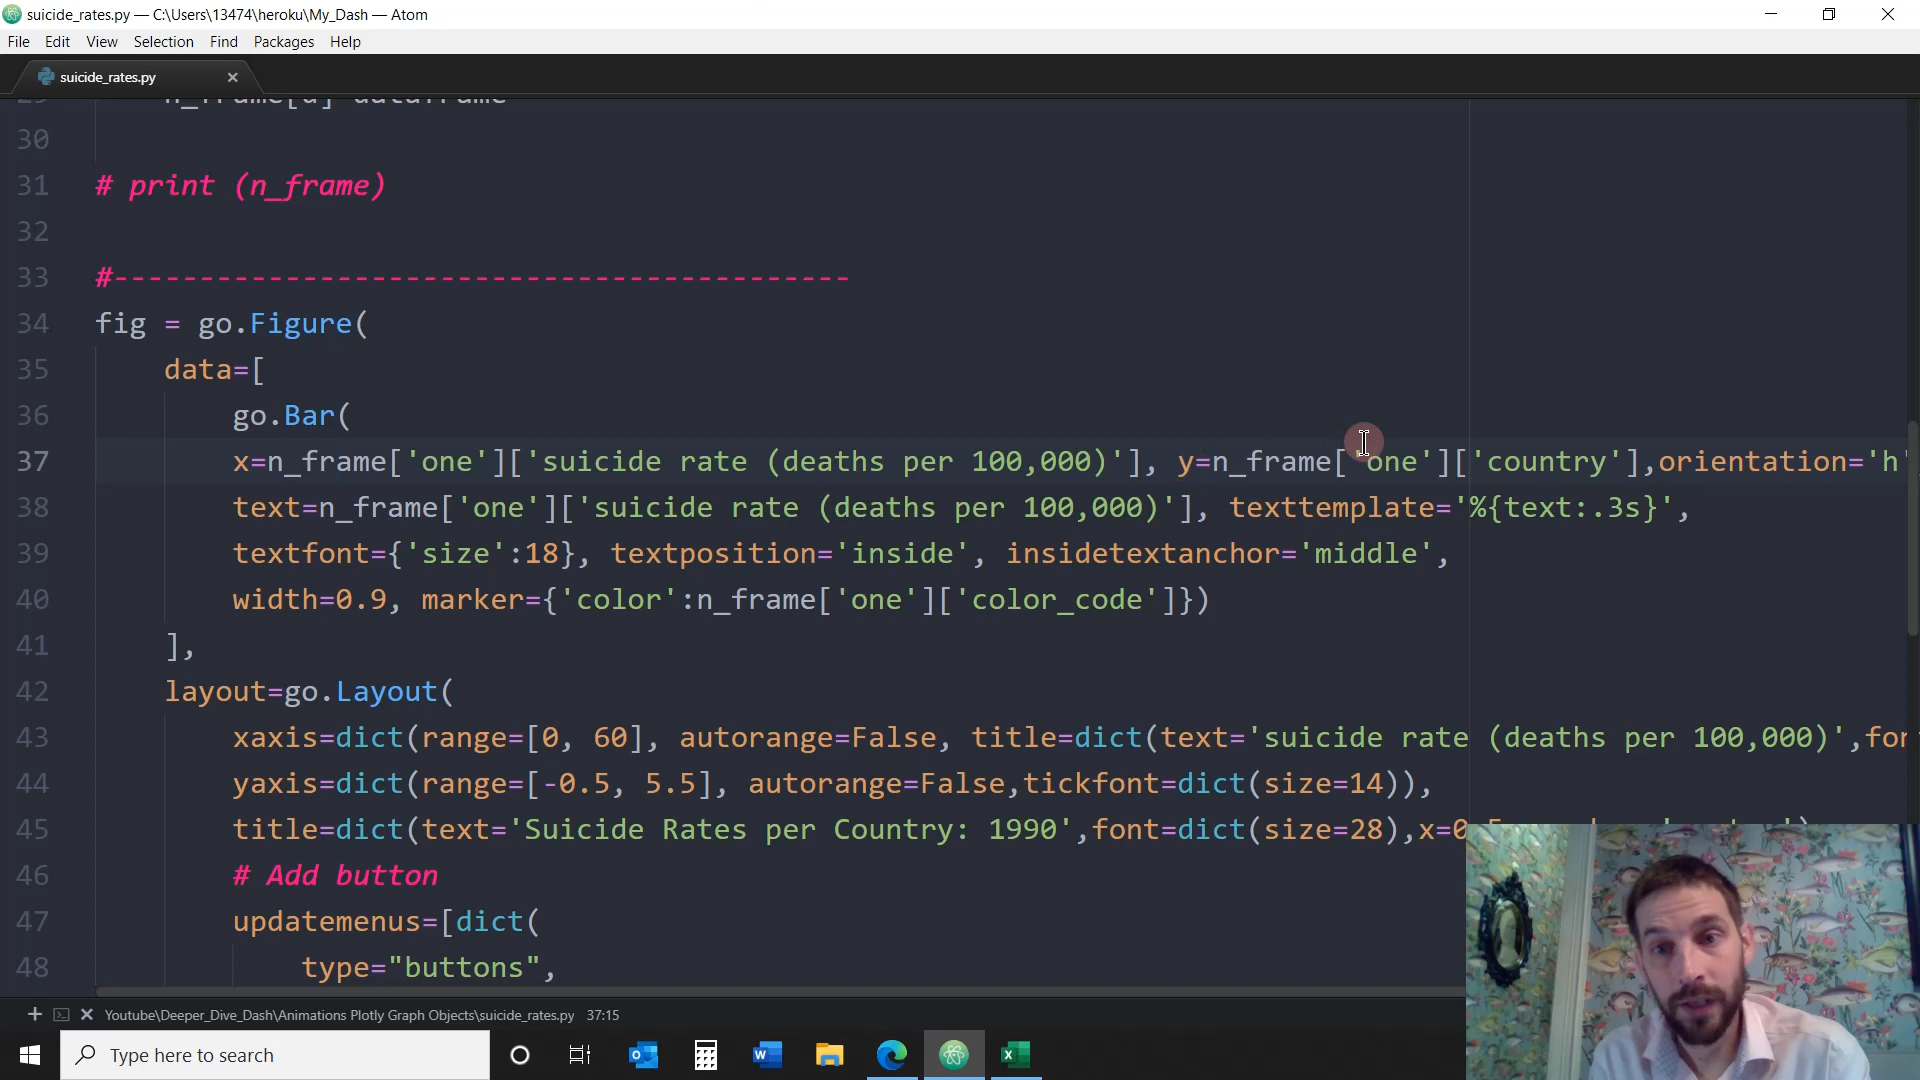 suicide_rates.py — C:\Users\13474\heroku\My_Dash — Atom
File Edit View Selection Find Packages Help
suicide_rates.py
30
31 # print (n_frame)
32
33 #-------------------------------------------
34 fig = go.Figure(
35 data=[
36 go.Bar(
37 x=n_frame['one']['suicide rate (deaths per 100,000)'], y=n_frame['one']['country'],orientation='h'
38 text=n_frame['one']['suicide rate (deaths per 100,000)'], texttemplate='%{text:.3s}',
39 textfont={'size':18}, textposition='inside', insidetextanchor='middle',
40 width=0.9, marker={'color':n_frame['one']['color_code']})
41 ],
42 layout=go.Layout(
43 xaxis=dict(range=[0, 60], autorange=False, title=dict(text='suicide rate (deaths per 100,000)',
44 yaxis=dict(range=[-0.5, 5.5], autorange=False,tickfont=dict(size=14)),
45 title=dict(text='Suicide Rates per Country: 1990',font=dict(size=28),x=0
46 # Add button
47 updatemenus=[dict(
48 type="buttons",
Youtube\Deeper_Dive_Dash\Animations Plotly Graph Objects\suicide_rates.py 37:15
Type here to search